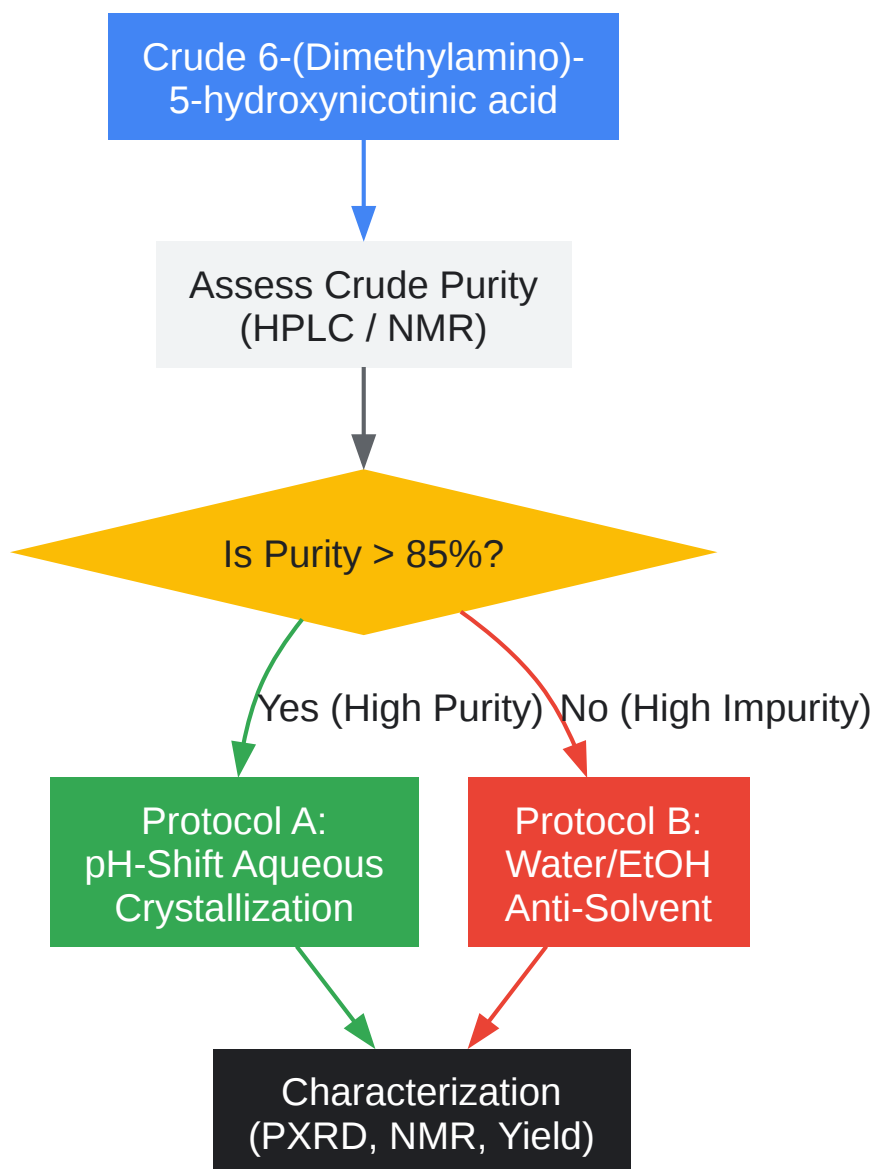 Crude 6-(Dimethylamino)-
5-hydroxynicotinic acid
Assess Crude Purity
(HPLC / NMR)
Is Purity > 85%?
Yes (High Purity)
No (High Impurity)
Protocol A:
pH-Shift Aqueous
Crystallization
Protocol B:
Water/EtOH
Anti-Solvent
Characterization
(PXRD, NMR, Yield)